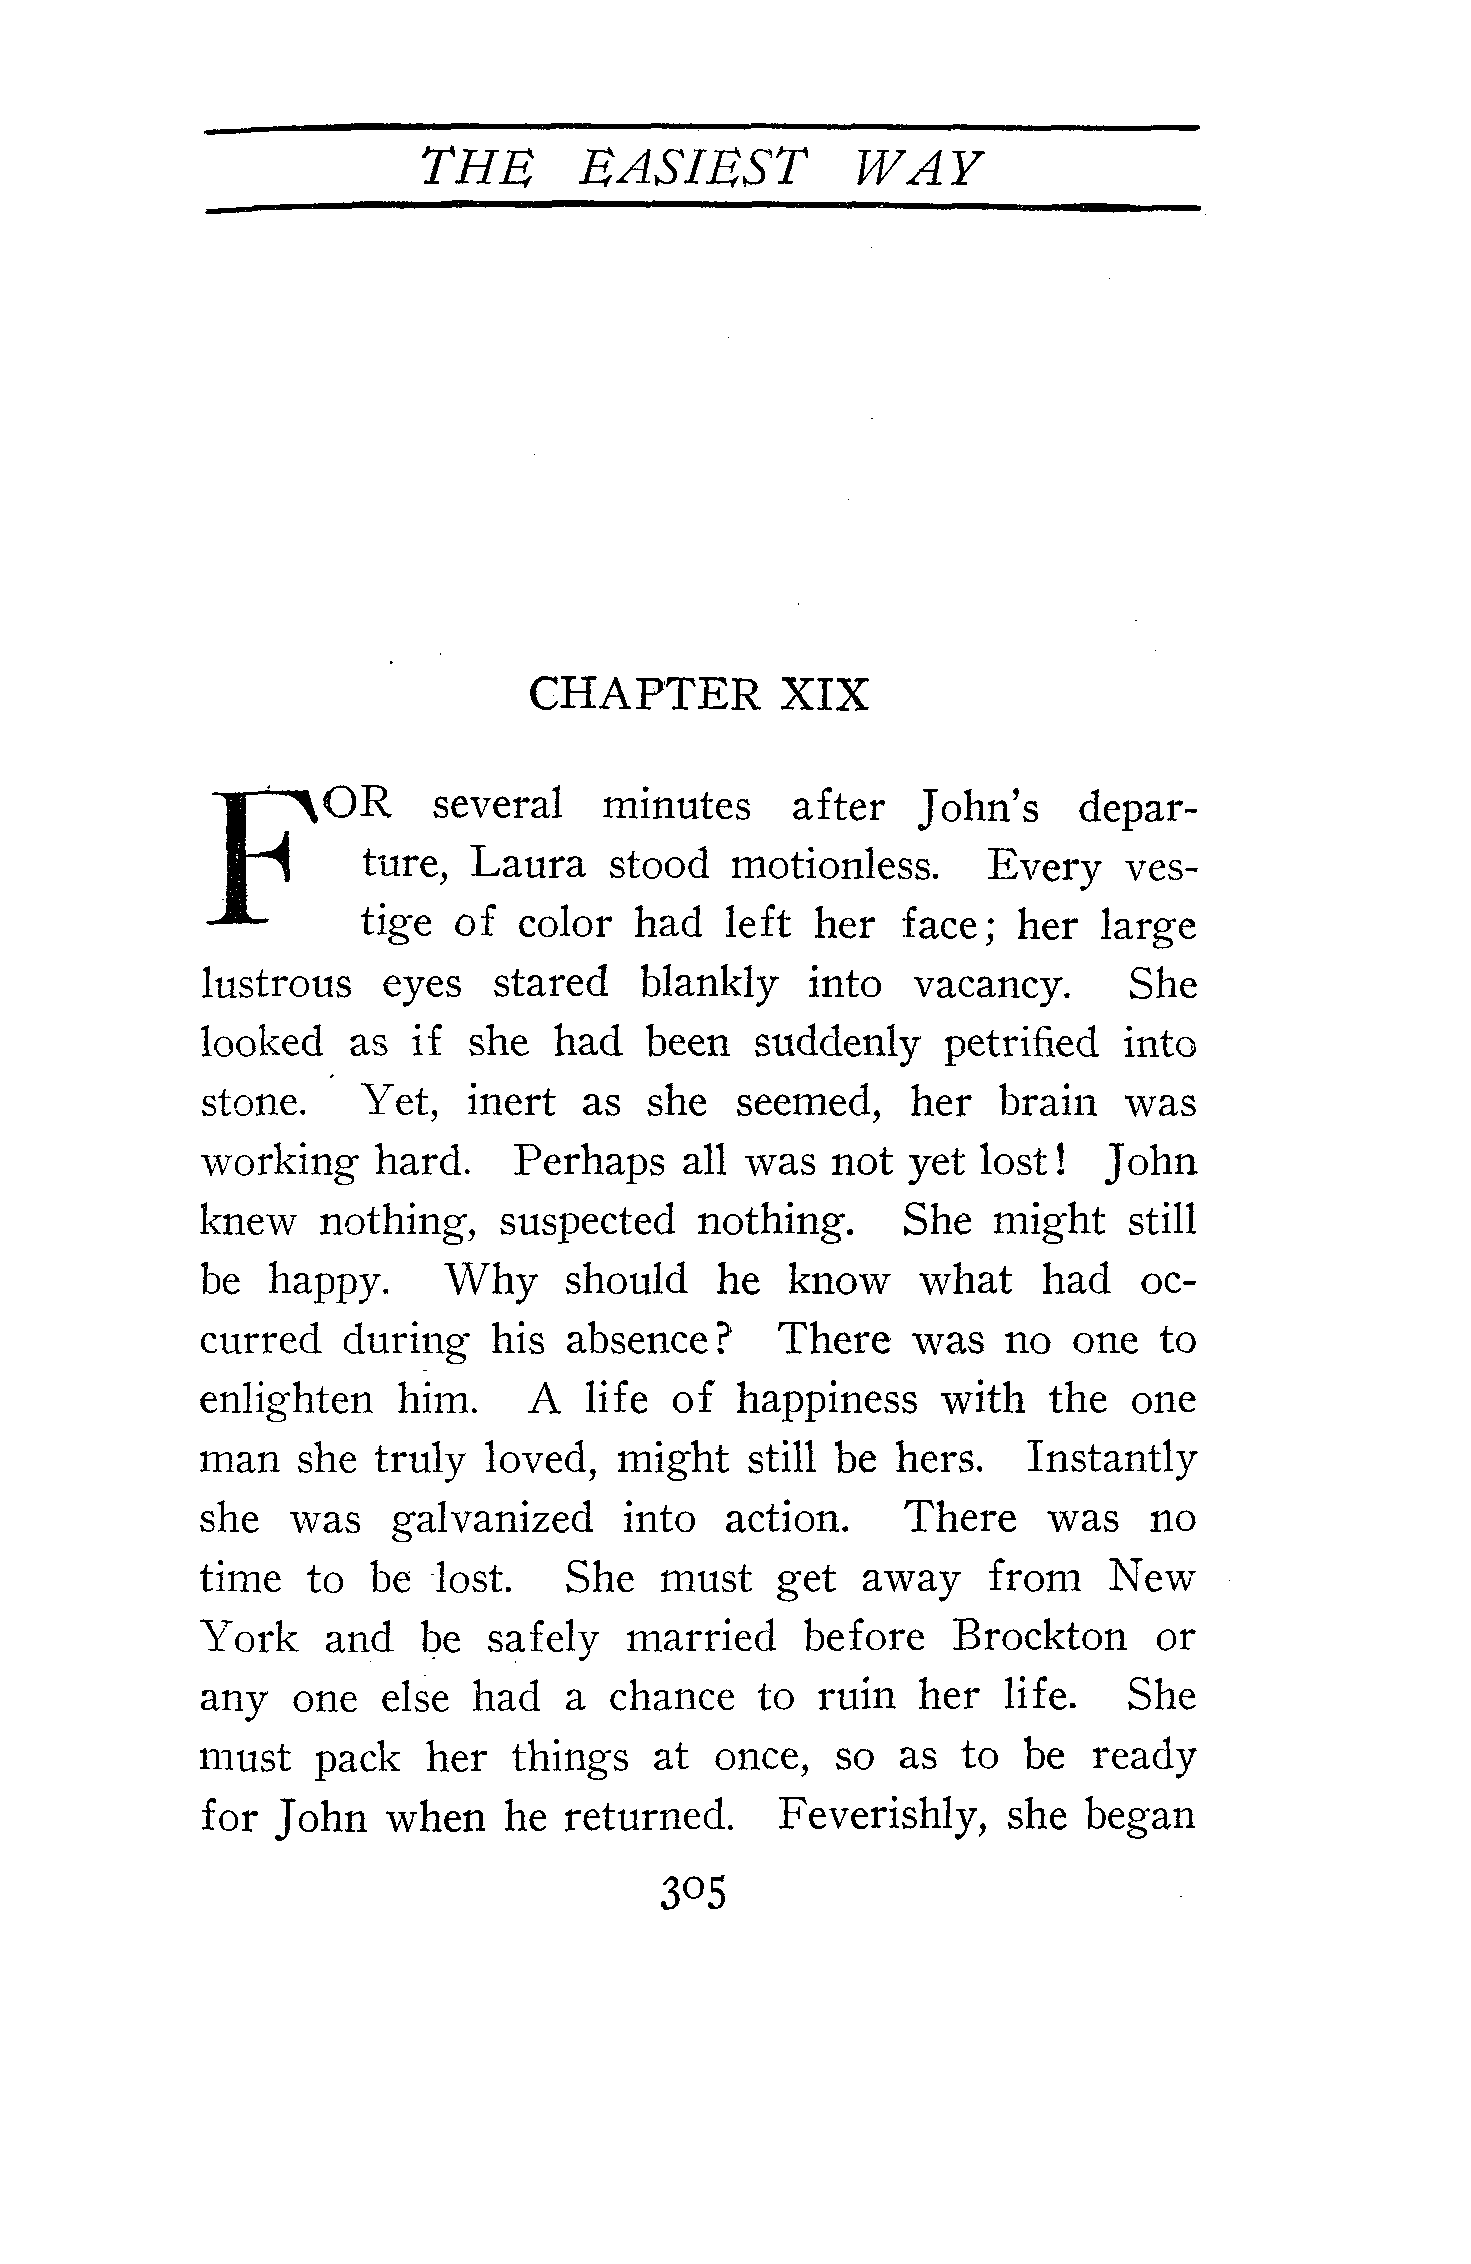 THE EASIEST WAY
CHAPTER XIX
FOR several minutes after John's depar-
ture, Laura stood motionless. Every ves-
tige of color had left her face; her large
lustrous eyes stared blankly into vacancy. She
looked as if she had been suddenly petrified into
stone. Yet, inert as she seemed, her brain was
working hard. Perhaps all was not yet lost! John
knew nothing, suspected nothing. She might still
be happy. Why should he know what had oc-
curred during his absence? There was no one to
enlighten him. A life of happiness with the one
man she truly loved, might still be hers. Instantly
she was galvanized into action. There was no
time to be lost. She must get away from New
York and be safely married before Brockton or
any one else had a chance to ruin her life. She
must pack her things at once, so as to be ready
for John when he returned. Feverishly, she began
305